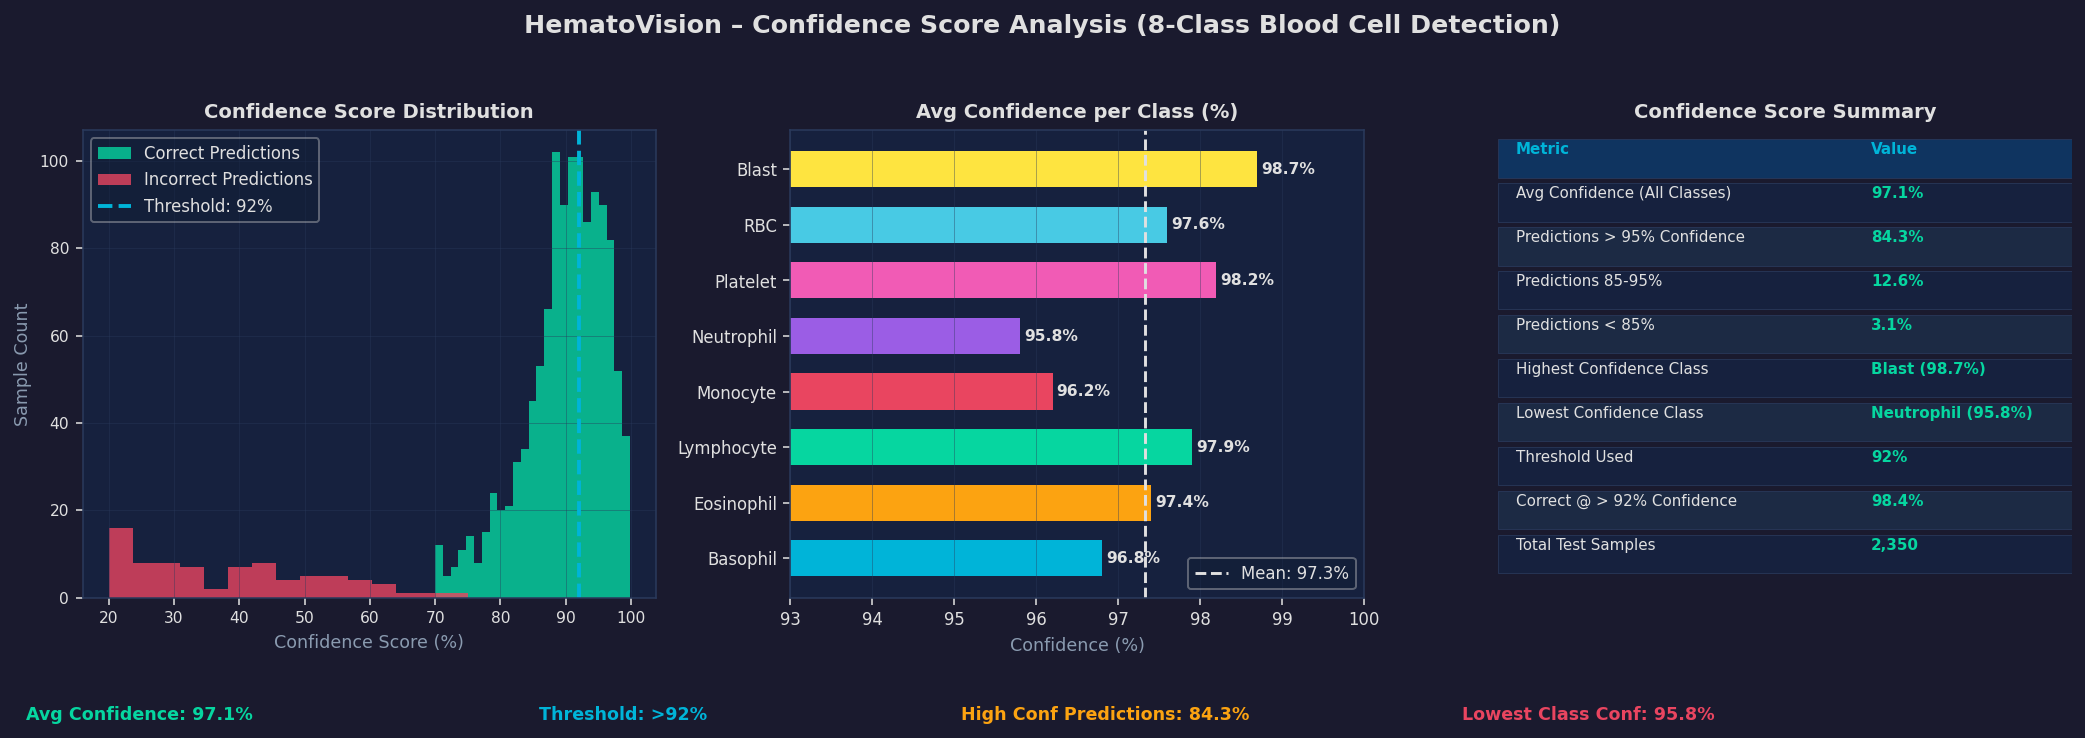 HematoVision – Confidence Score Analysis (8-Class Blood Cell Detection)
Confidence Score Distribution
Correct Predictions
Incorrect Predictions
Threshold: 92%
Sample Count
100
80
60
40
20
0
20 30 40 50 60 70 80 90 100
Confidence Score (%)
Avg Confidence per Class (%)
Blast 98.7%
RBC 97.6%
Platelet 98.2%
Neutrophil 95.8%
Monocyte 96.2%
Lymphocyte 97.9%
Eosinophil 97.4%
Basophil 96.8%
Mean: 97.3%
93 94 95 96 97 98 99 100
Confidence (%)
Confidence Score Summary
Metric Value
Avg Confidence (All Classes) 97.1%
Predictions > 95% Confidence 84.3%
Predictions 85-95% 12.6%
Predictions < 85% 3.1%
Highest Confidence Class Blast (98.7%)
Lowest Confidence Class Neutrophil (95.8%)
Threshold Used 92%
Correct @ > 92% Confidence 98.4%
Total Test Samples 2,350
Avg Confidence: 97.1% Threshold: >92% High Conf Predictions: 84.3% Lowest Class Conf: 95.8%